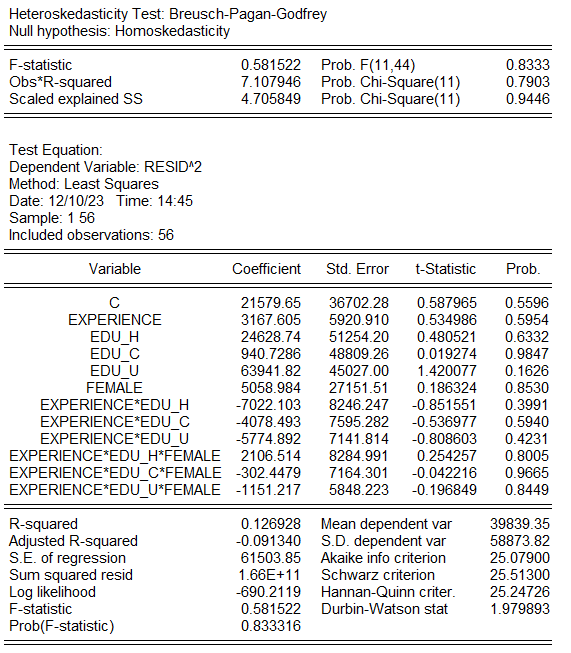 Heteroskedasticity Test: Breusch-Pagan-Godfrey
Null hypothesis: Homoskedasticity
F-statistic 0.581522 Prob. F(11,44) 0.8333
Obs*R-squared 7.107946 Prob. Chi-Square(11) 0.7903
Scaled explained SS 4.705849 Prob. Chi-Square(11) 0.9446
Test Equation:
Dependent Variable: RESID^2
Method: Least Squares
Date: 12/10/23 Time: 14:45
Sample: 1 56
Included observations: 56
Variable Coefficient Std. Error t-Statistic Prob.
C 21579.65 36702.28 0.587965 0.5596
EXPERIENCE 3167.605 5920.910 0.534986 0.5954
EDU_H 24628.74 51254.20 0.480521 0.6332
EDU_C 940.7286 48809.26 0.019274 0.9847
EDU_U 63941.82 45027.00 1.420077 0.1626
FEMALE 5058.984 27151.51 0.186324 0.8530
EXPERIENCE*EDU_H -7022.103 8246.247 -0.851551 0.3991
EXPERIENCE*EDU_C -4078.493 7595.282 -0.536977 0.5940
EXPERIENCE*EDU_U -5774.892 7141.814 -0.808603 0.4231
EXPERIENCE*EDU_H*FEMALE 2106.514 8284.991 0.254257 0.8005
EXPERIENCE*EDU_C*FEMALE -302.4479 7164.301 -0.042216 0.9665
EXPERIENCE*EDU_U*FEMALE -1151.217 5848.223 -0.196849 0.8449
R-squared 0.126928 Mean dependent var 39839.35
Adjusted R-squared -0.091340 S.D. dependent var 58873.82
S.E. of regression 61503.85 Akaike info criterion 25.07900
Sum squared resid 1.66E+11 Schwarz criterion 25.51300
Log likelihood -690.2119 Hannan-Quinn criter. 25.24726
F-statistic 0.581522 Durbin-Watson stat 1.979893
Prob(F-statistic) 0.833316